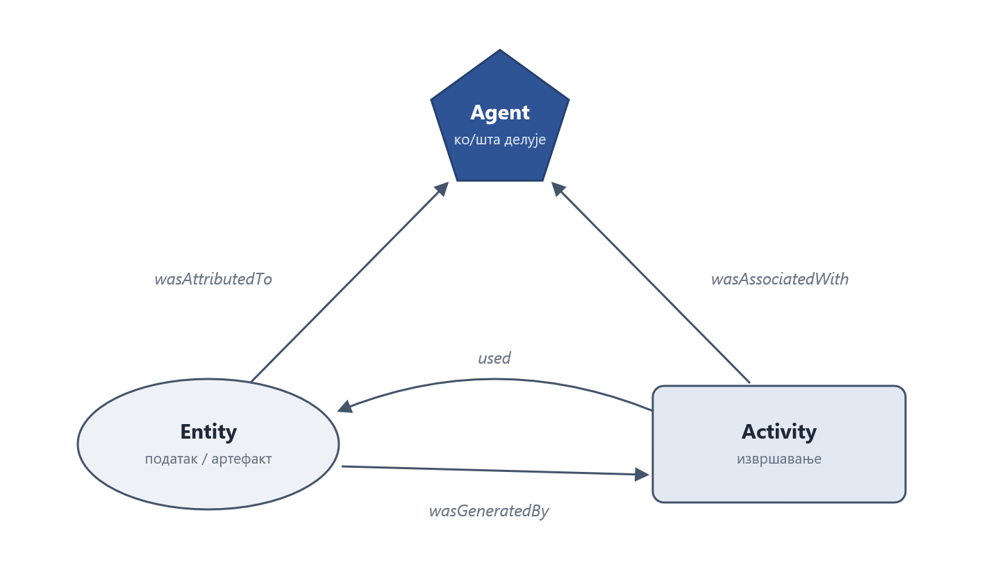 Agent
ко/шта делује
wasAttributedTo
wasAssociatedWith
used
Entity
податак / артефакт
Activity
извршавање
wasGeneratedBy